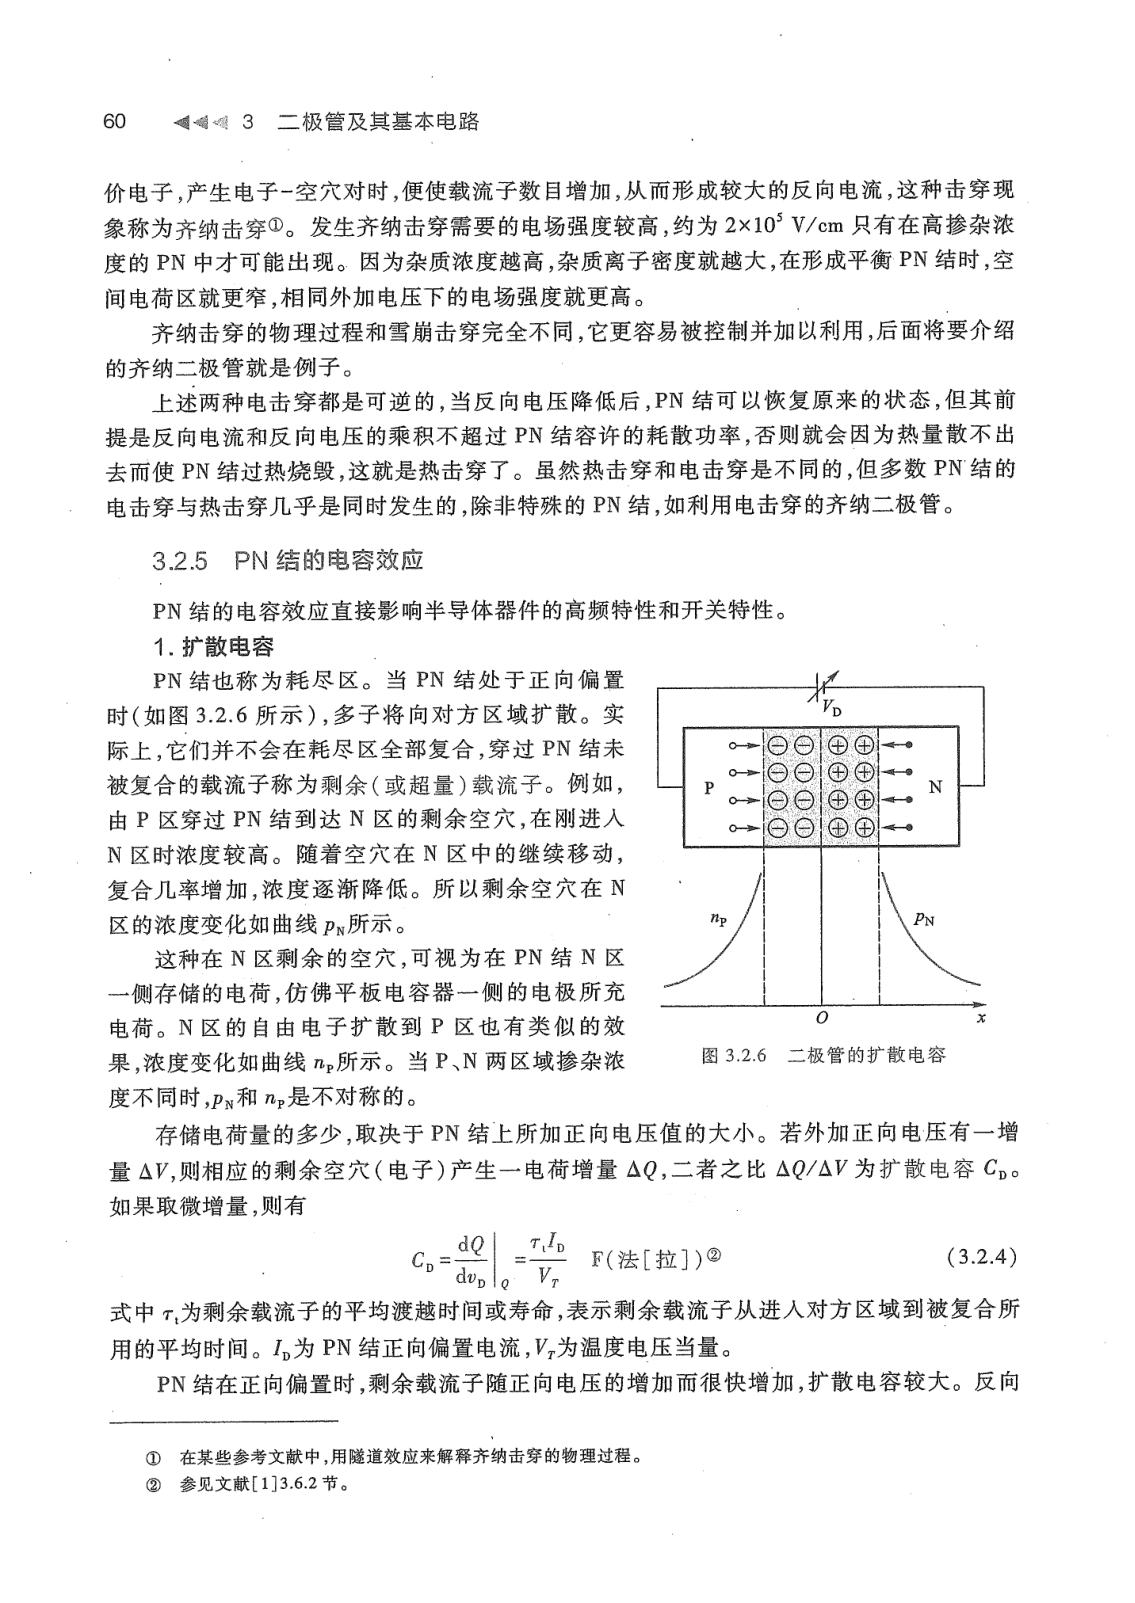 60 3 二极管及其基本电路
价电子,产生电子-空穴对时,便使载流子数目增加,从而形成较大的反向电流,这种击穿现
象称为齐纳击穿①。发生齐纳击穿需要的电场强度较高,约为 2×10⁵ V/cm 只有在高掺杂浓
度的 PN 中才可能出现。因为杂质浓度越高,杂质离子密度就越大,在形成平衡 PN 结时,空
间电荷区就更窄,相同外加电压下的电场强度就更高。
齐纳击穿的物理过程和雪崩击穿完全不同,它更容易被控制并加以利用,后面将要介绍
的齐纳二极管就是例子。
上述两种电击穿都是可逆的,当反向电压降低后,PN 结可以恢复原来的状态,但其前
提是反向电流和反向电压的乘积不超过 PN 结容许的耗散功率,否则就会因为热量散不出
去而使 PN 结过热烧毁,这就是热击穿了。虽然热击穿和电击穿是不同的,但多数 PN 结的
电击穿与热击穿几乎是同时发生的,除非特殊的 PN 结,如利用电击穿的齐纳二极管。
3.2.5 PN 结的电容效应
PN 结的电容效应直接影响半导体器件的高频特性和开关特性。
1. 扩散电容
PN 结也称为耗尽区。当 PN 结处于正向偏置
时(如图 3.2.6 所示),多子将向对方区域扩散。实
际上,它们并不会在耗尽区全部复合,穿过 PN 结未
被复合的载流子称为剩余(或超量)载流子。例如,
由 P 区穿过 PN 结到达 N 区的剩余空穴,在刚进入
N 区时浓度较高。随着空穴在 N 区中的继续移动,
复合几率增加,浓度逐渐降低。所以剩余空穴在 N
区的浓度变化如曲线 p_N所示。
这种在 N 区剩余的空穴,可视为在 PN 结 N 区
一侧存储的电荷,仿佛平板电容器一侧的电极所充
电荷。N 区的自由电子扩散到 P 区也有类似的效
果,浓度变化如曲线 n_P所示。当 P、N 两区域掺杂浓
度不同时,p_N和 n_P是不对称的。
V_D
P ⊖⊖⊕⊕ N
⊖⊖⊕⊕
⊖⊖⊕⊕
⊖⊖⊕⊕
n_P p_N
O x
图 3.2.6 二极管的扩散电容
存储电荷量的多少,取决于 PN 结上所加正向电压值的大小。若外加正向电压有一增
量 ΔV,则相应的剩余空穴(电子)产生一电荷增量 ΔQ,二者之比 ΔQ/ΔV 为扩散电容 C_D。
如果取微增量,则有
C_D = dQ/dv_D |_Q = τ_t I_D / V_T F(法[拉])② (3.2.4)
式中 τ_t为剩余载流子的平均渡越时间或寿命,表示剩余载流子从进入对方区域到被复合所
用的平均时间。I_D为 PN 结正向偏置电流,V_T为温度电压当量。
PN 结在正向偏置时,剩余载流子随正向电压的增加而很快增加,扩散电容较大。反向
① 在某些参考文献中,用隧道效应来解释齐纳击穿的物理过程。
② 参见文献[1]3.6.2 节。